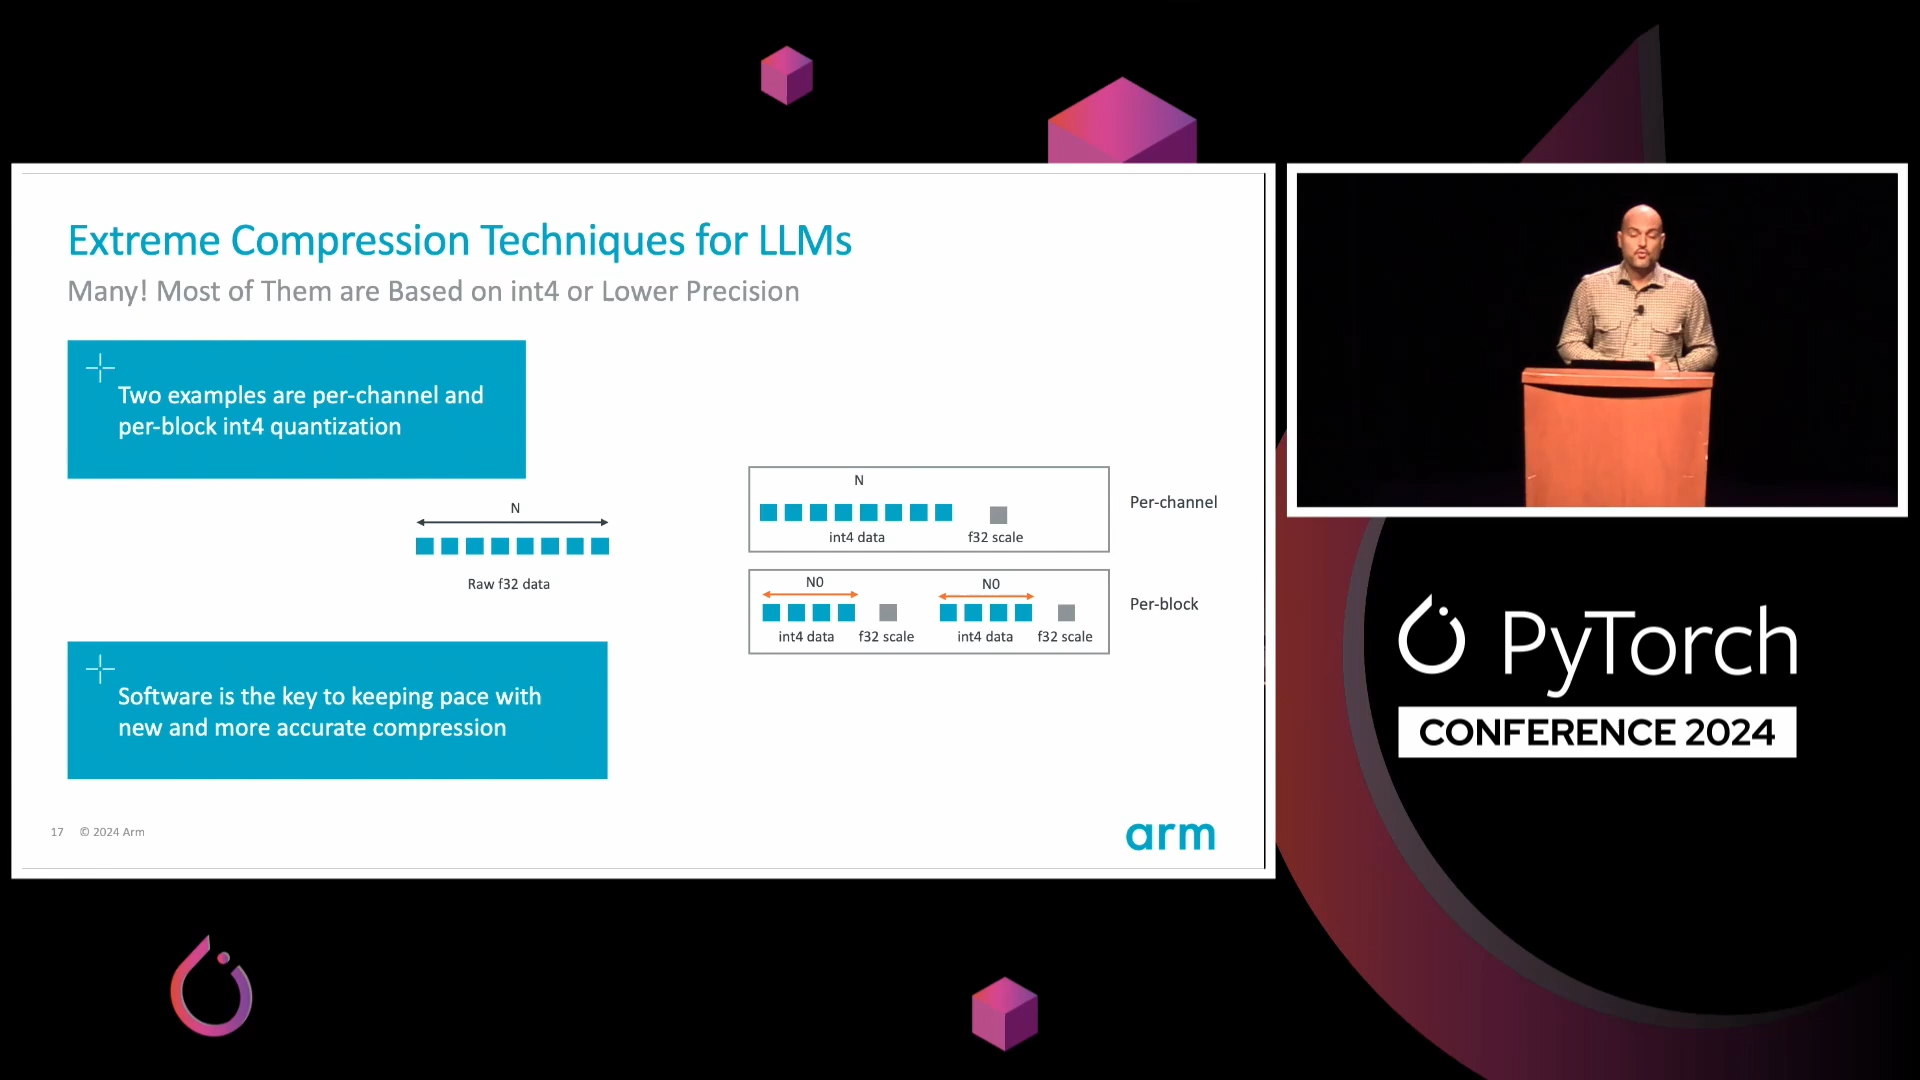 Extreme Compression Techniques for LLMs
Many! Most of Them are Based on int4 or Lower Precision
Two examples are per-channel and
per-block int4 quantization
N
Raw f32 data
N
int4 data
f32 scale
Per-channel
N0
N0
int4 data
f32 scale
int4 data
f32 scale
Per-block
Software is the key to keeping pace with
new and more accurate compression
17 © 2024 Arm
arm
PyTorch
CONFERENCE 2024